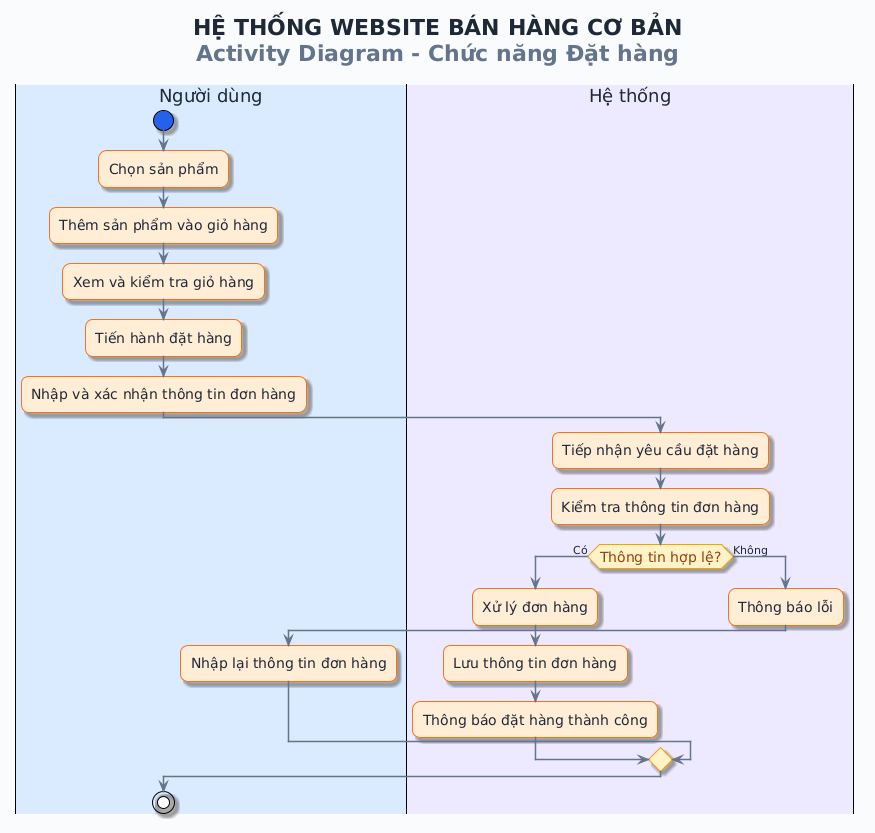 HỆ THỐNG WEBSITE BÁN HÀNG CƠ BẢN
Activity Diagram - Chức năng Đặt hàng
Người dùng
Hệ thống
Chọn sản phẩm
Thêm sản phẩm vào giỏ hàng
Xem và kiểm tra giỏ hàng
Tiến hành đặt hàng
Nhập và xác nhận thông tin đơn hàng
Tiếp nhận yêu cầu đặt hàng
Kiểm tra thông tin đơn hàng
Có
Thông tin hợp lệ?
Không
Xử lý đơn hàng
Thông báo lỗi
Nhập lại thông tin đơn hàng
Lưu thông tin đơn hàng
Thông báo đặt hàng thành công